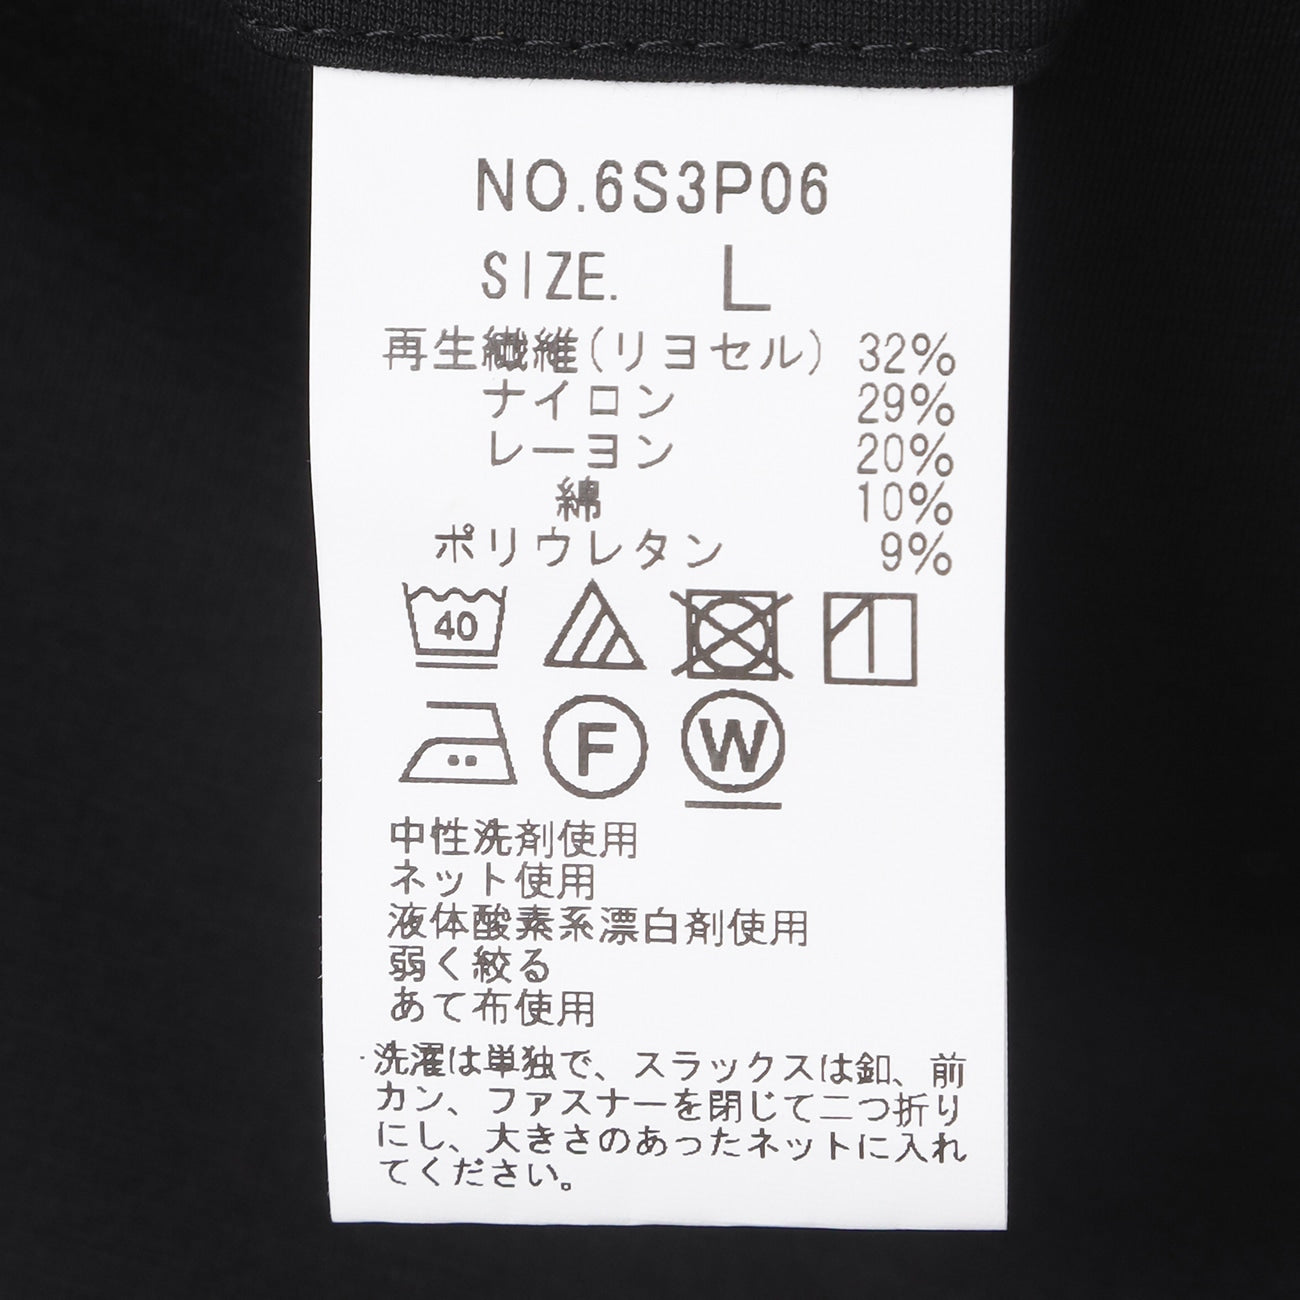 NO.6S3P06
SIZE. L
再生繊維(リヨセル) 32%
ナイロン 29%
レーヨン 20%
綿 10%
ポリウレタン 9%
40
F W
中性洗剤使用
ネット使用
液体酸素系漂白剤使用
弱く絞る
あて布使用
・洗濯は単独で、スラックスは釦、前
カン、ファスナーを閉じて二つ折り
にし、大きさのあったネットに入れ
てください。